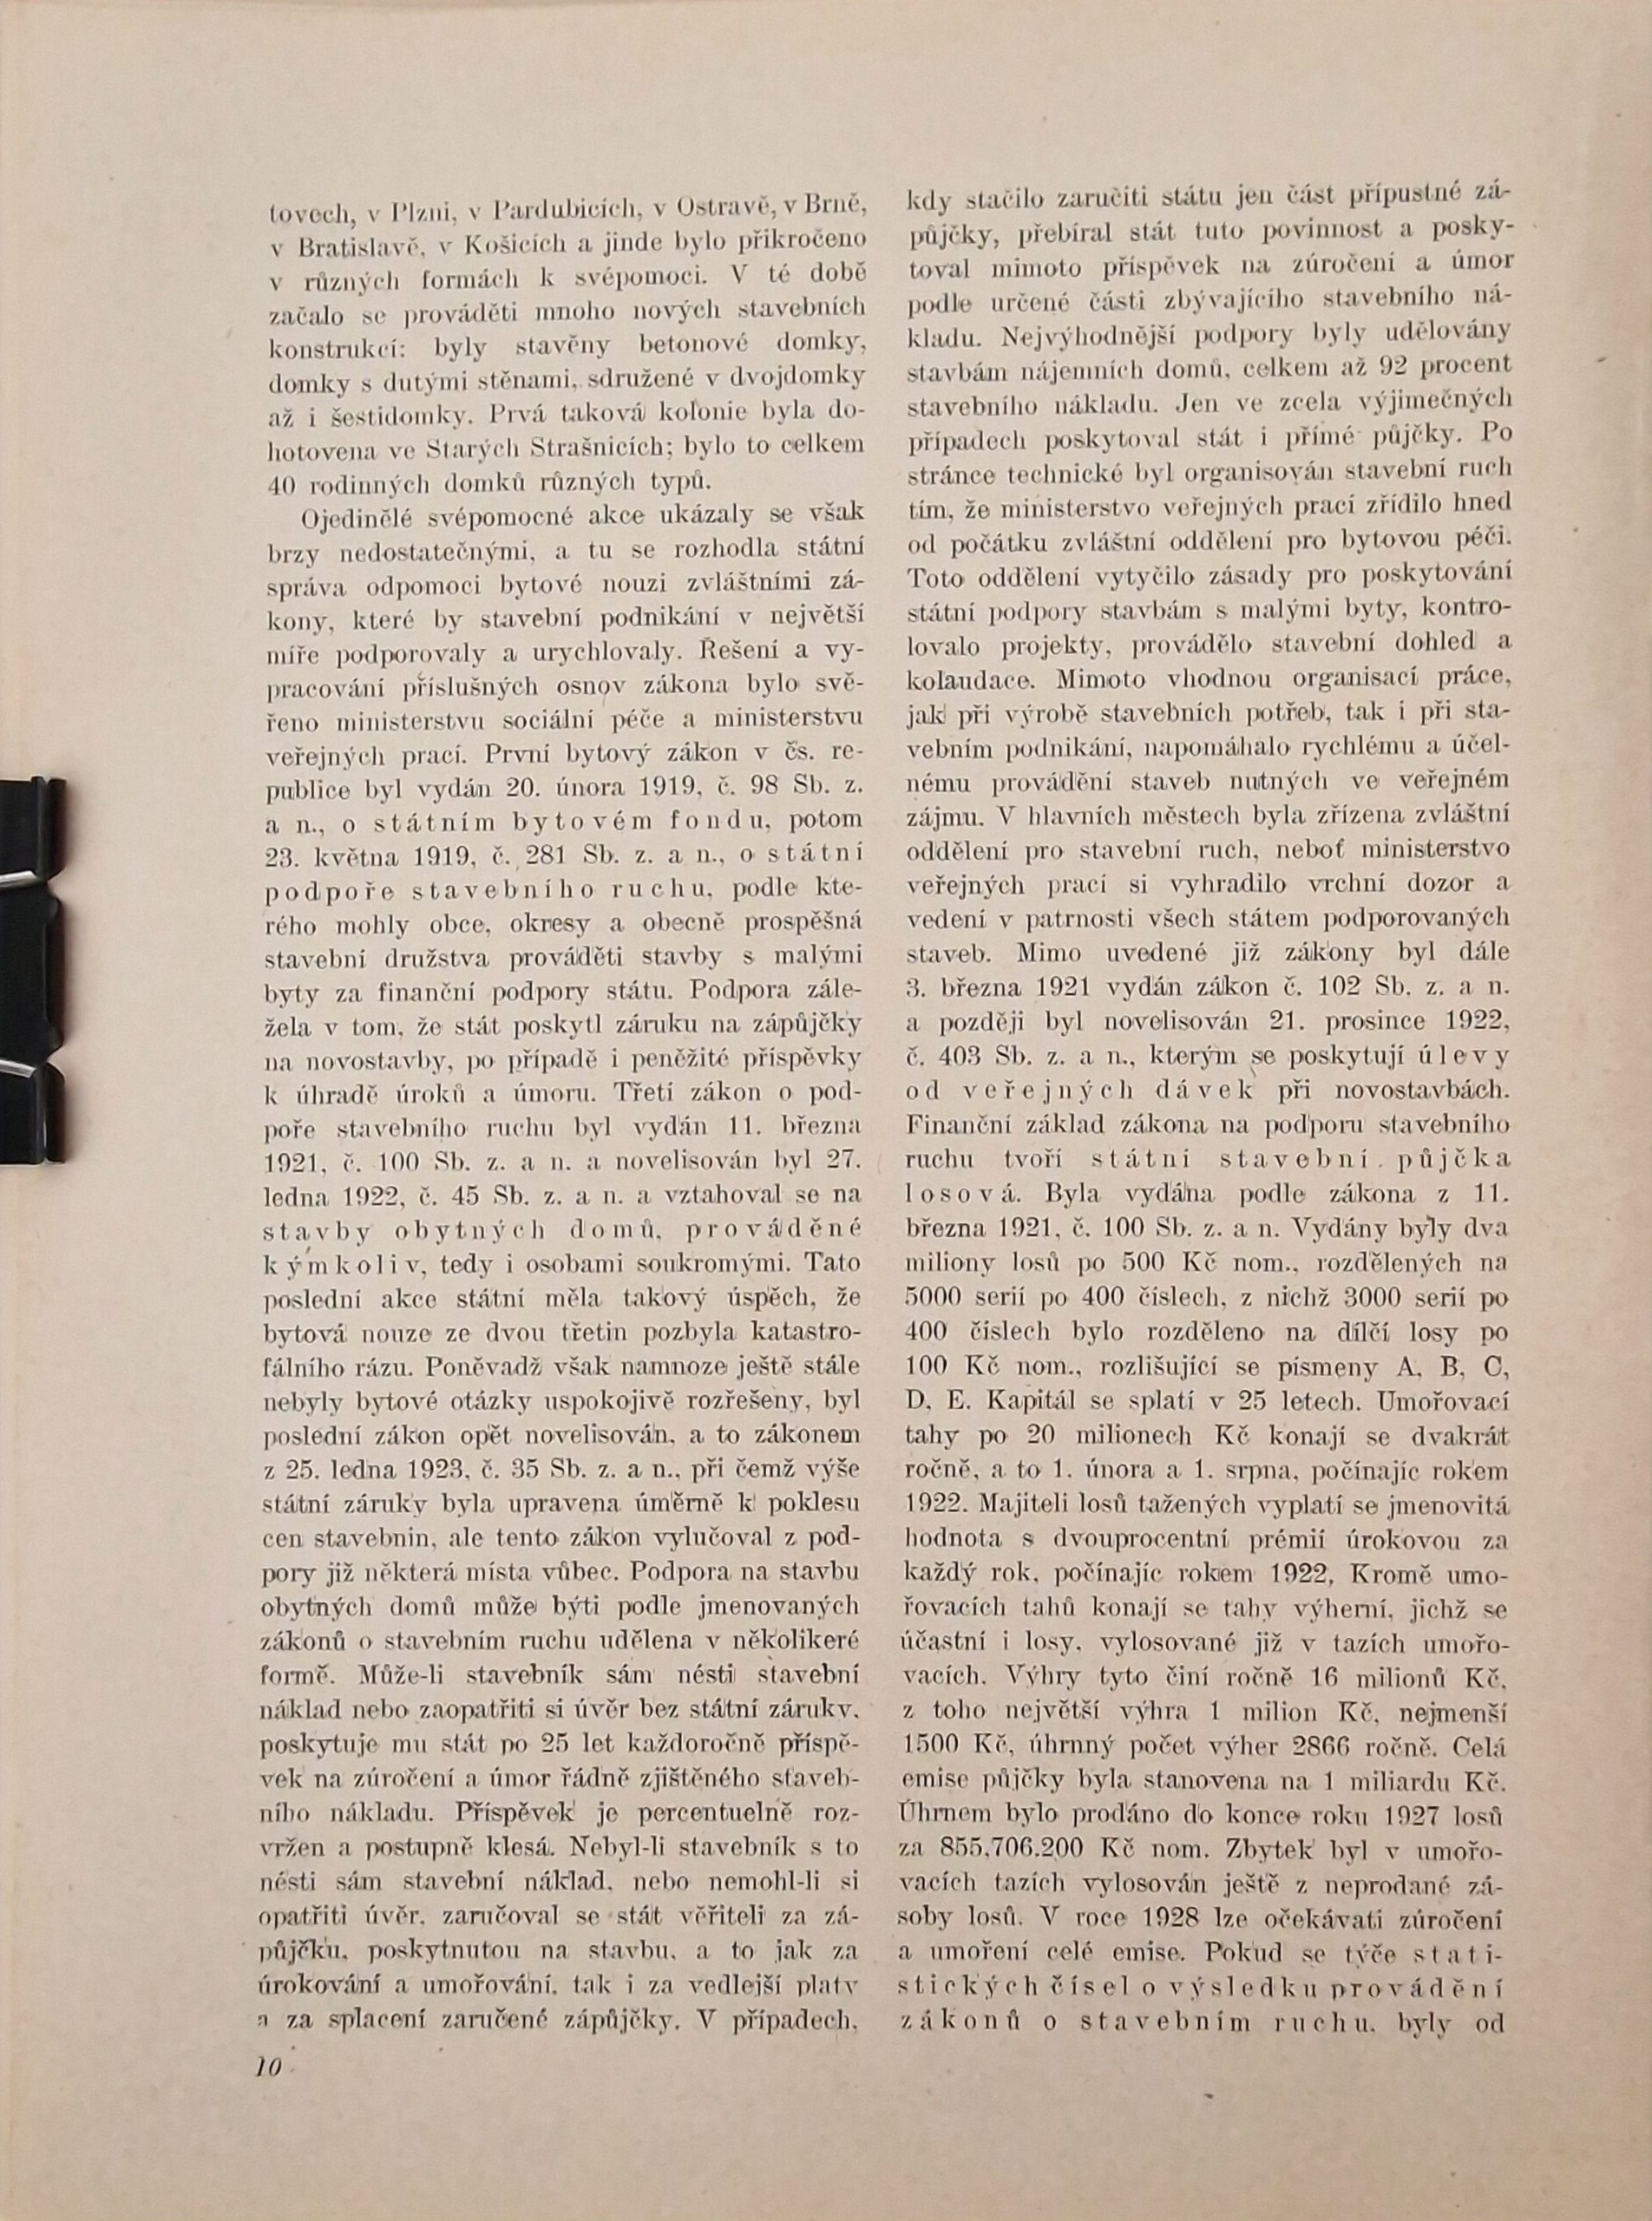 tovech, v Plzni, v Pardubicích, v Ostravě, v Brně,
v Bratislavě, v Košicích a jinde bylo přikročeno
v různých formách k svépomoci. V té době
začalo se prováděti mnoho nových stavebních
konstrukcí: byly stavěny betonové domky,
domky s dutými stěnami, sdružené v dvojdomky
až i šestidomky. Prvá taková kolonie byla do-
hotovena ve Starých Strašnicích; bylo to celkem
40 rodinných domků různých typů.
Ojedinělé svépomocné akce ukázaly se však
brzy nedostatečnými, a tu se rozhodla státní
správa odpomoci bytové nouzi zvláštními zá-
kony, které by stavební podnikání v největší
míře podporovaly a urychlovaly. Řešení a vy-
pracování příslušných osnov zákona bylo svě-
řeno ministerstvu sociální péče a ministerstvu
veřejných prací. První bytový zákon v čs. re-
publice byl vydán 20. února 1919, č. 98 Sb. z.
a n., o státním bytovém fondu, potom
23. května 1919, č. 281 Sb. z. a n., o státní
podpoře stavebního ruchu, podle kte-
rého mohly obce, okresy a obecně prospěšná
stavební družstva prováděti stavby s malými
byty za finanční podpory státu. Podpora zále-
žela v tom, že stát poskytl záruku na zápůjčky
na novostavby, po případě i peněžité příspěvky
k úhradě úroků a úmoru. Třetí zákon o pod-
poře stavebního ruchu byl vydán 11. března
1921, č. 100 Sb. z. a n. a novelisován byl 27.
ledna 1922, č. 45 Sb. z. a n. a vztahoval se na
stavby obytných domů, prováděné
kýmkoliv, tedy i osobami soukromými. Tato
poslední akce státní měla takový úspěch, že
bytová nouze ze dvou třetin pozbyla katastro-
fálního rázu. Poněvadž však namnoze ještě stále
nebyly bytové otázky uspokojivě rozřešeny, byl
poslední zákon opět novelisován, a to zákonem
z 25. ledna 1923, č. 35 Sb. z. a n., při čemž výše
státní záruky byla upravena úměrně k poklesu
cen stavebnin, ale tento zákon vylučoval z pod-
pory již některá místa vůbec. Podpora na stavbu
obytných domů může býti podle jmenovaných
zákonů o stavebním ruchu udělena v několikeré
formě. Může-li stavebník sám nésti stavební
náklad nebo zaopatřiti si úvěr bez státní záruky,
poskytuje mu stát po 25 let každoročně příspě-
vek na zúročení a úmor řádně zjištěného staveb-
ního nákladu. Příspěvek je percentuelně roz-
vržen a postupně klesá. Nebyl-li stavebník s to
nésti sám stavební náklad, nebo nemohl-li si
opatřiti úvěr, zaručoval se stát věřiteli za zá-
půjčku, poskytnutou na stavbu, a to jak za
úrokování a umořování, tak i za vedlejší platy
a za splacení zaručené zápůjčky. V případech,
10
kdy stačilo zaručiti státu jen část přípustné zá-
půjčky, přebíral stát tuto povinnost a posky-
toval mimoto příspěvek na zúročení a úmor
podle určené části zbývajícího stavebního ná-
kladu. Nejvýhodnější podpory byly udělovány
stavbám nájemních domů, celkem až 92 procent
stavebního nákladu. Jen ve zcela výjimečných
případech poskytoval stát i přímé půjčky. Po
stránce technické byl organisován stavební ruch
tím, že ministerstvo veřejných prací zřídilo hned
od počátku zvláštní oddělení pro bytovou péči.
Toto oddělení vytyčilo zásady pro poskytování
státní podpory stavbám s malými byty, kontro-
lovalo projekty, provádělo stavební dohled a
kolaudace. Mimoto vhodnou organisací práce,
jak při výrobě stavebních potřeb, tak i při sta-
vebním podnikání, napomáhalo rychlému a účel-
nému provádění staveb nutných ve veřejném
zájmu. V hlavních městech byla zřízena zvláštní
oddělení pro stavební ruch, neboť ministerstvo
veřejných prací si vyhradilo vrchní dozor a
vedení v patrnosti všech státem podporovaných
staveb. Mimo uvedené již zákony byl dále
3. března 1921 vydán zákon č. 102 Sb. z. a n.
a později byl novelisován 21. prosince 1922,
č. 403 Sb. z. a n., kterým se poskytují úlevy
od veřejných dávek při novostavbách.
Finanční základ zákona na podporu stavebního
ruchu tvoří státní stavební půjčka
losová. Byla vydána podle zákona z 11.
března 1921, č. 100 Sb. z. a n. Vydány byly dva
miliony losů po 500 Kč nom., rozdělených na
5000 serií po 400 číslech, z nichž 3000 serií po
400 číslech bylo rozděleno na dílčí losy po
100 Kč nom., rozlišující se písmeny A, B, C,
D, E. Kapitál se splatí v 25 letech. Umořovací
tahy po 20 milionech Kč konají se dvakrát
ročně, a to 1. února a 1. srpna, počínajíc rokem
1922. Majiteli losů tažených vyplatí se jmenovitá
hodnota s dvouprocentní prémií úrokovou za
každý rok, počínajíc rokem 1922. Kromě umo-
řovacích tahů konají se tahy výherní, jichž se
účastní i losy, vylosované již v tazích umořo-
vacích. Výhry tyto činí ročně 16 milionů Kč,
z toho největší výhra 1 milion Kč, nejmenší
1500 Kč, úhrnný počet výher 2866 ročně. Celá
emise půjčky byla stanovena na 1 miliardu Kč.
Úhrnem bylo prodáno do konce roku 1927 losů
za 855,706.200 Kč nom. Zbytek byl v umořo-
vacích tazích vylosován ještě z neprodané zá-
soby losů. V roce 1928 lze očekávati zúročení
a umoření celé emise. Pokud se týče stati-
stických čísel o výsledku provádění
zákonů o stavebním ruchu, byly od